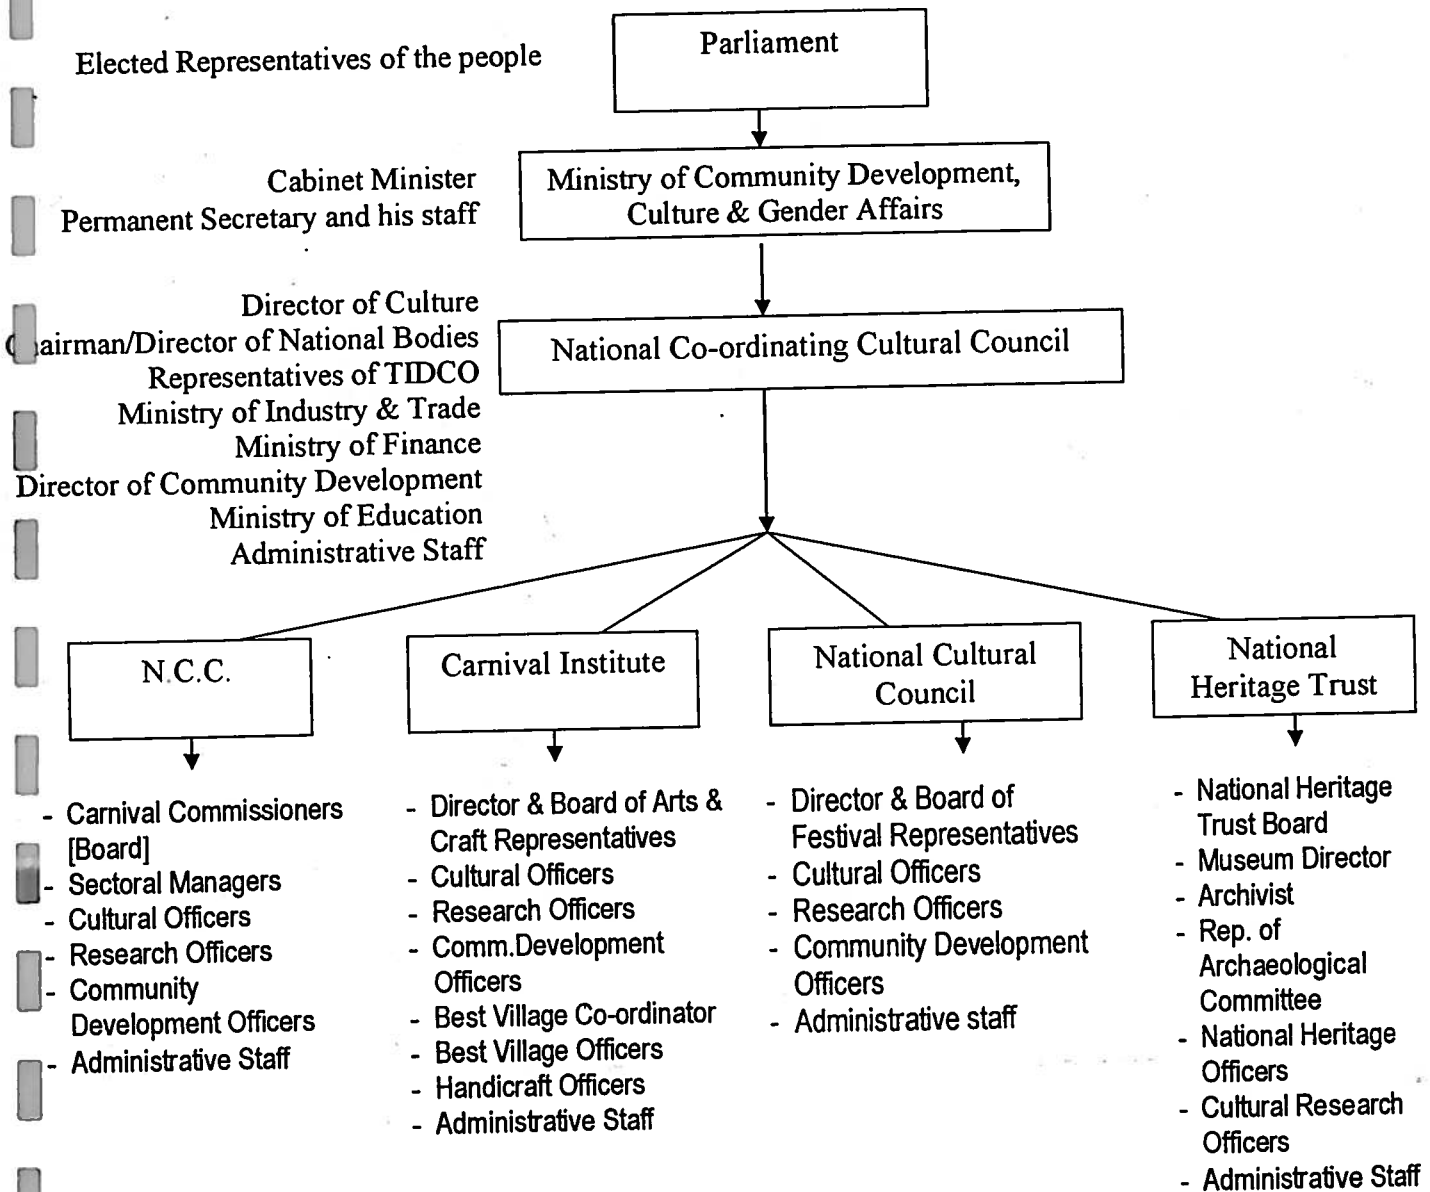 Elected Representatives of the people
Parliament
Cabinet Minister
Permanent Secretary and his staff
Ministry of Community Development,
Culture & Gender Affairs
Director of Culture
Chairman/Director of National Bodies
Representatives of TIDCO
Ministry of Industry & Trade
Ministry of Finance
Director of Community Development
Ministry of Education
Administrative Staff
National Co-ordinating Cultural Council
N.C.C.
- Carnival Commissioners
[Board]
- Sectoral Managers
- Cultural Officers
- Research Officers
- Community
Development Officers
- Administrative Staff
Carnival Institute
- Director & Board of Arts &
Craft Representatives
- Cultural Officers
- Research Officers
- Comm.Development
Officers
- Best Village Co-ordinator
- Best Village Officers
- Handicraft Officers
- Administrative Staff
National Cultural
Council
- Director & Board of
Festival Representatives
- Cultural Officers
- Research Officers
- Community Development
Officers
- Administrative staff
National
Heritage Trust
- National Heritage
Trust Board
- Museum Director
- Archivist
- Rep. of
Archaeological
Committee
- National Heritage
Officers
- Cultural Research
Officers
- Administrative Staff